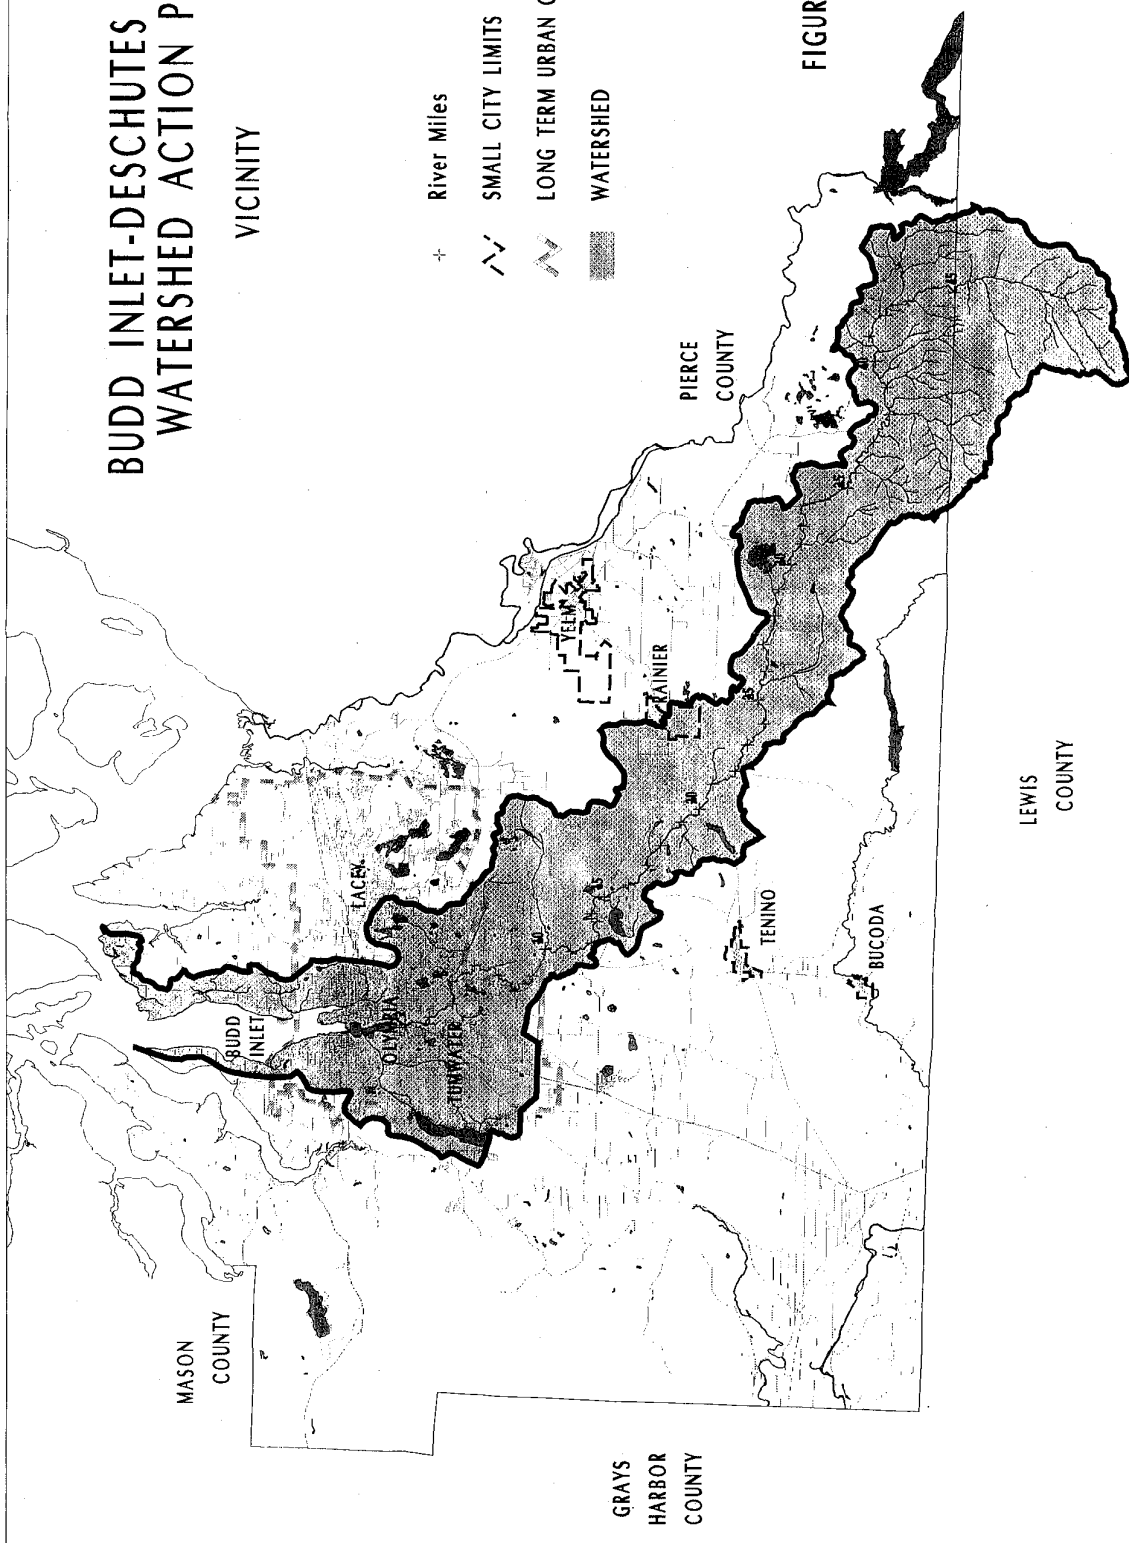 BUDD INLET-DESCHUTES
WATERSHED ACTION P
VICINITY
River Miles
SMALL CITY LIMITS
LONG TERM URBAN
WATERSHED
FIGUR
MASON
COUNTY
GRAYS
HARBOR
COUNTY
BUDD
INLET
OLYMPIA
TUMWATER
LACEY
YELM
RAINIER
TENINO
BUCODA
PIERCE
COUNTY
LEWIS
COUNTY